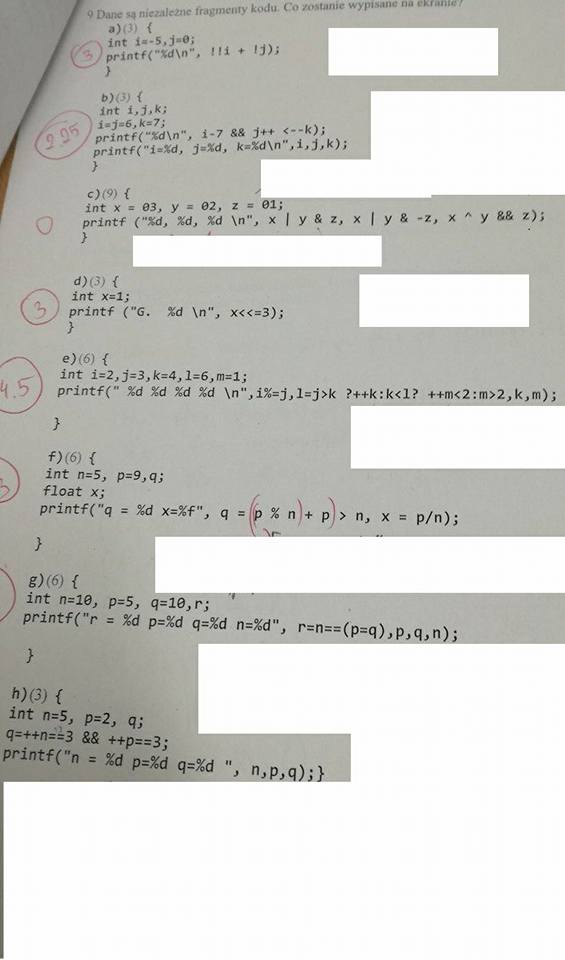 9 Dane są niezależne fragmenty kodu. Co zostanie wypisane na ekranie?
a)(3) {
int i=-5,j=0;
3
printf("%d\n", !!i + !j);
}
b)(3) {
int i,j,k;
i=j=6,k=7;
2.25
printf("%d\n", i-7 && j++ <--k);
printf("i=%d, j=%d, k=%d\n",i,j,k);
}
c)(9) {
int x = 03, y = 02, z = 01;
0
printf ("%d, %d, %d \n", x | y & z, x | y & -z, x ^ y && z);
}
d)(3) {
int x=1;
3
printf ("G.  %d \n", x<<=3);
}
e)(6) {
int i=2,j=3,k=4,l=6,m=1;
4.5
printf(" %d %d %d %d \n",i%=j,l=j>k ?++k:k<l? ++m<2:m>2,k,m);
}
f)(6) {
int n=5, p=9,q;
float x;
3
printf("q = %d x=%f", q =(p % n)+ p)> n, x = p/n);
}
g)(6) {
int n=10, p=5, q=10,r;
printf("r = %d p=%d q=%d n=%d", r=n==(p=q),p,q,n);
}
h)(3) {
int n=5, p=2, q;
q=++n==3 && ++p==3;
printf("n = %d p=%d q=%d ", n,p,q);}